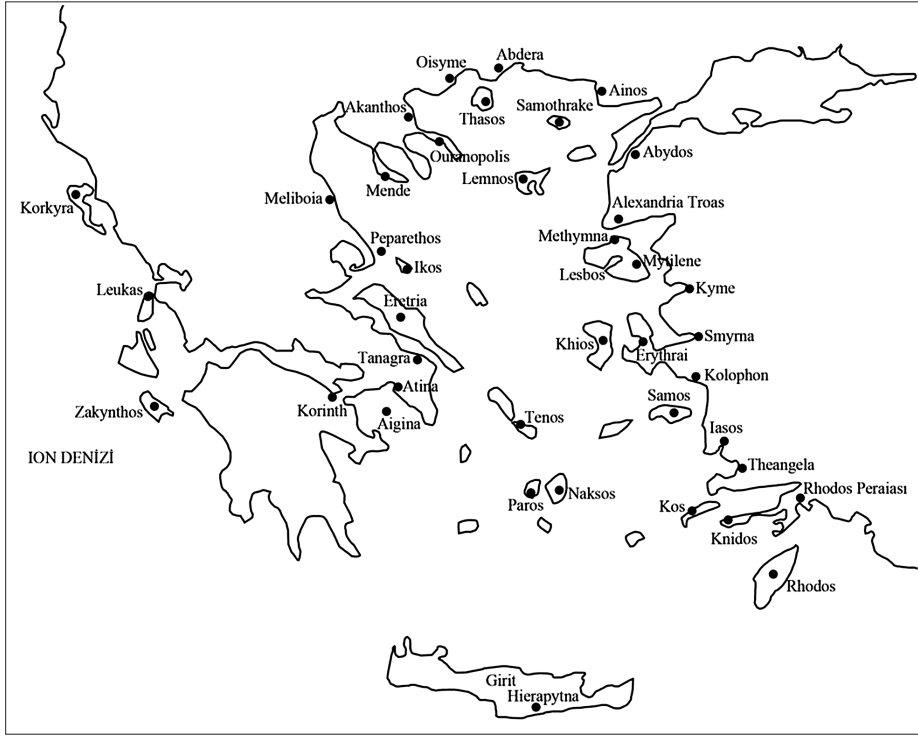 Abdera
Oisyme
Ainos
Akanthos
Thasos
Samothrake
Abydos
Ouranopolis
Lemnos
Mende
Meliboia
Korkyra
Alexandria Troas
Methymna
Peparethos
Ikos
Lesbos
Mytilene
Leukas
Kyme
Eretria
Khios
Erythrai
Smyrna
Tanagra
Kolophon
Atina
Korinth
Samos
Zakynthos
Aigina
Tenos
Iasos
ION DENİZİ
Theangela
Rhodos Peraiası
Paros
Naksos
Kos
Knidos
Rhodos
Girit
Hierapytna